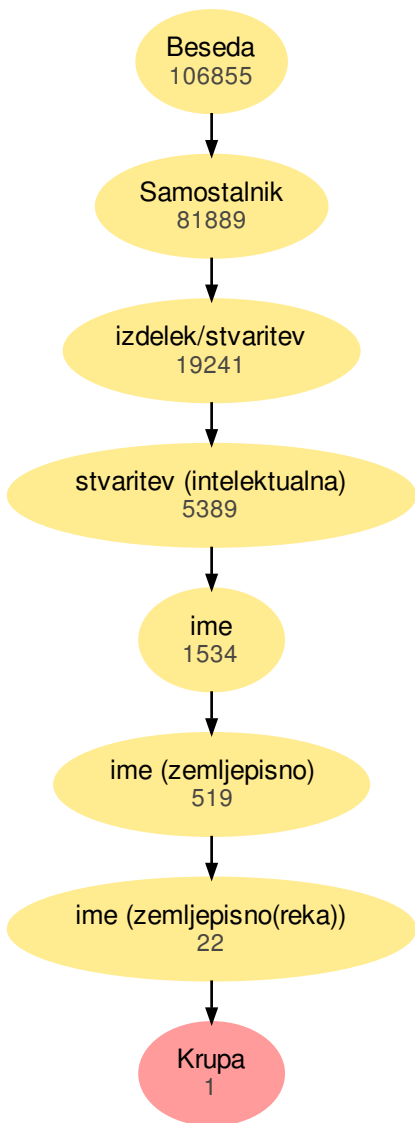 Beseda
106855
Samostalnik
81889
izdelek/stvaritev
19241
stvaritev (intelektualna)
5389
ime
1534
ime (zemljepisno)
519
ime (zemljepisno(reka))
22
Krupa
1